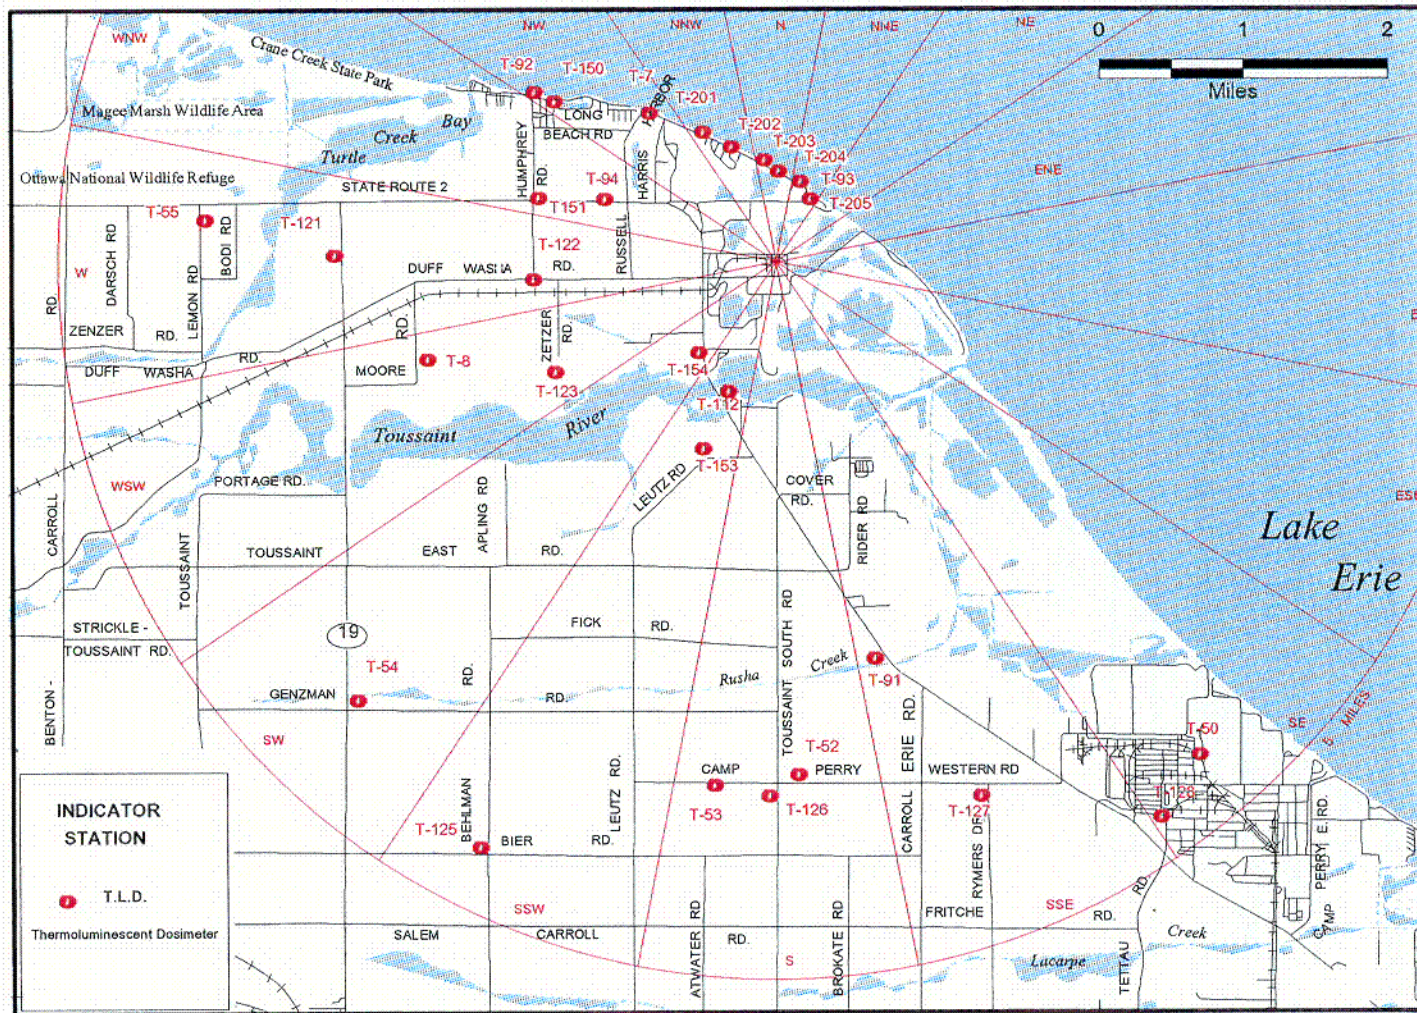 WNW
NW
NNW
N
NNE
NE
0 1 2
Miles
Crane Creek State Park
T-92
T-150
T-7
HARBOR
T-201
LONG
BEACH RD
T-202
T-203
T-204
T-93
T-205
Magee Marsh Wildlife Area
Turtle Creek Bay
HUMPHREY
RD.
HARRIS
RUSSELL
ENE
Ottawa National Wildlife Refuge
STATE ROUTE 2
T-94
T151
T-55
T-121
T-122
W
RD.
DARSCH RD
LEMON RD
BODI RD
DUFF WASHA RD.
ZENZER RD.
DUFF WASHA RD.
RD.
MOORE
ZETZER RD.
T-8
T-123
T-154
T-112
E
Toussaint River
T-153
WSW
PORTAGE RD.
LEUTZ RD
COVER
RD.
RIDER RD
ESE
CARROLL
TOUSSAINT
TOUSSAINT EAST RD.
APLING RD
Lake
Erie
STRICKLE -
TOUSSAINT RD.
19
FICK RD.
TOUSSAINT SOUTH RD
Rusha Creek
T-54
T-91
BENTON -
GENZMAN RD.
RD.
SW
ERIE RD.
T-50
SE
5 MILES
T-52
CAMP PERRY WESTERN RD
T-53
T-126
T-127
T-128
LEUTZ RD.
CARROLL
RYMERS DR
PERRY E.RD.
CAMP
INDICATOR
STATION
T.L.D.
Thermoluminescent Dosimeter
T-125
BEHLMAN
BIER RD.
SSW
SSE
FRITCHE RD.
RD.
SALEM CARROLL RD.
ATWATER RD
BROKATE RD
S
TETTAU
Lacarpe Creek